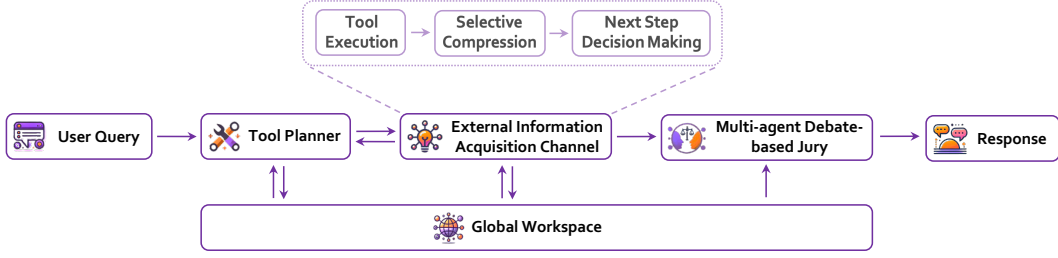 Tool
Execution
Selective
Compression
Next Step
Decision Making
User Query
Tool Planner
External Information
Acquisition Channel
Multi-agent Debate-
based Jury
Response
Global Workspace